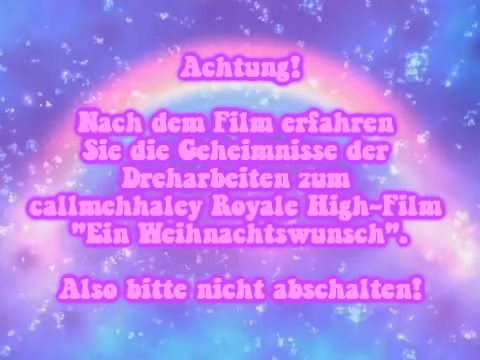 Achtung!
Nach dem Film erfahren
Sie die Geheimnisse der
Dreharbeiten zum
callmehhaley Royale High-Film
"Ein Weihnachtswunsch".
Also bitte nicht abschalten!